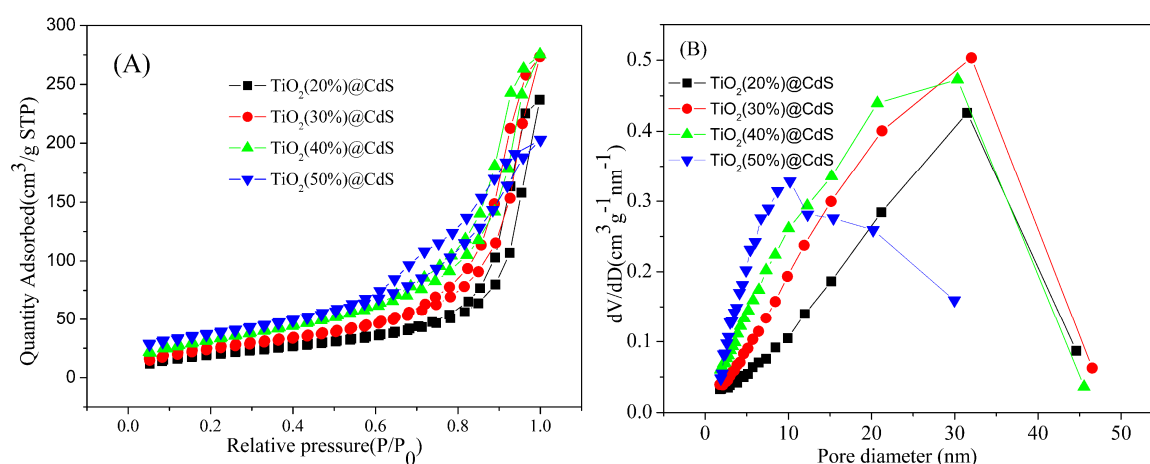 (A)
TiO2(20%)@CdS
TiO2(30%)@CdS
TiO2(40%)@CdS
TiO2(50%)@CdS
Quantity Adsorbed(cm3/g STP)
300
250
200
150
100
50
0
0.0 0.2 0.4 0.6 0.8 1.0
Relative pressure(P/P0)
(B)
TiO2(20%)@CdS
TiO2(30%)@CdS
TiO2(40%)@CdS
TiO2(50%)@CdS
dV/dD(cm3g-1nm-1)
0.5
0.4
0.3
0.2
0.1
0.0
0 10 20 30 40 50
Pore diameter (nm)